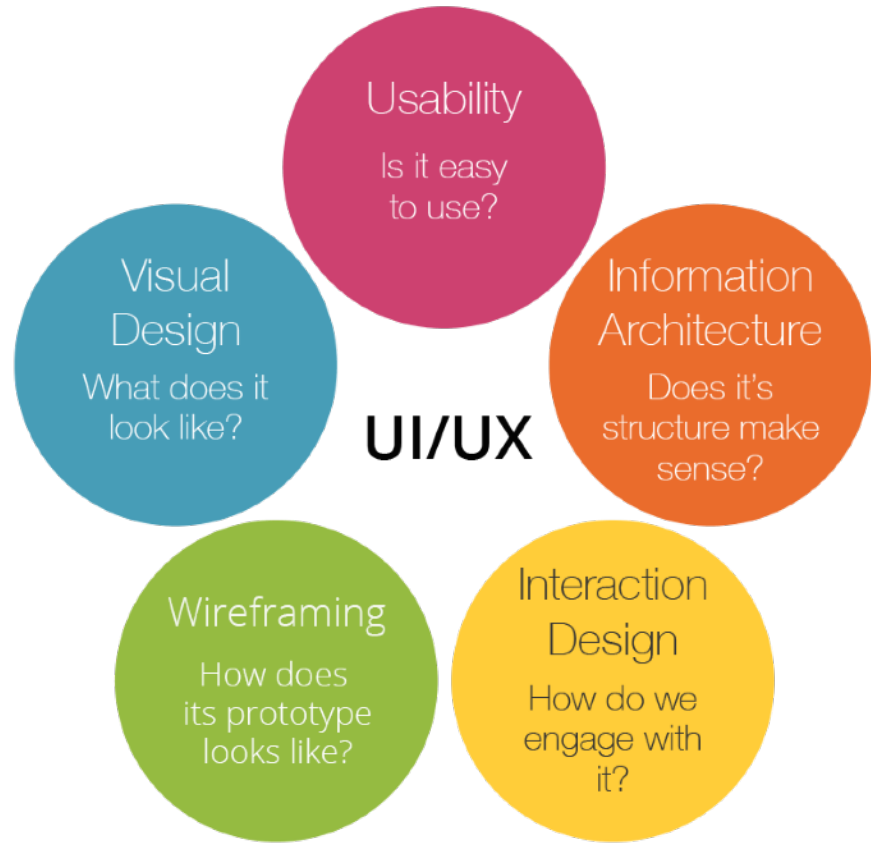 Usability
Is it easy
to use?
Visual
Design
What does it
look like?
Information
Architecture
Does it's
structure make
sense?
UI/UX
Wireframing
How does
its prototype
looks like?
Interaction
Design
How do we
engage with
it?